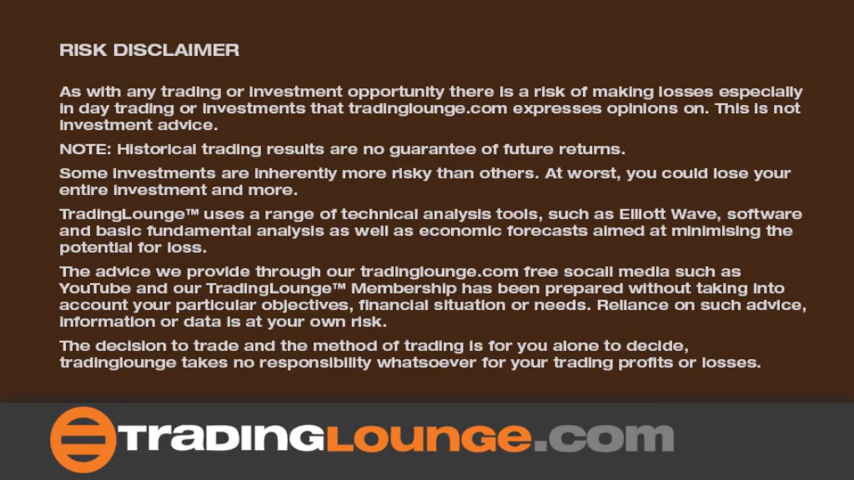 RISK DISCLAIMER
As with any trading or investment opportunity there is a risk of making losses especially
in day trading or investments that tradinglounge.com expresses opinions on. This is not
investment advice.
NOTE: Historical trading results are no guarantee of future returns.
Some investments are inherently more risky than others. At worst, you could lose your
entire investment and more.
TradingLounge™ uses a range of technical analysis tools, such as Elliott Wave, software
and basic fundamental analysis as well as economic forecasts aimed at minimising the
potential for loss.
The advice we provide through our tradinglounge.com free socail media such as
YouTube and our TradingLounge™ Membership has been prepared without taking into
account your particular objectives, financial situation or needs. Reliance on such advice,
information or data is at your own risk.
The decision to trade and the method of trading is for you alone to decide,
tradinglounge takes no responsibility whatsoever for your trading profits or losses.
TradingLounge.com